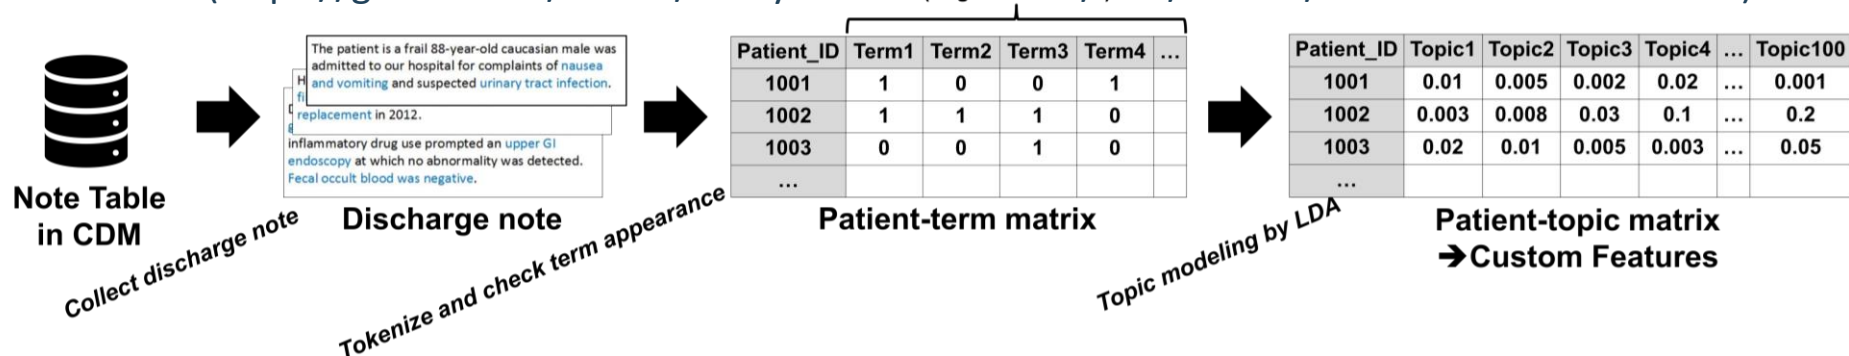 The patient is a frail 88-year-old caucasian male was
admitted to our hospital for complaints of nausea
and vomiting and suspected urinary tract infection.
replacement in 2012.
inflammatory drug use prompted an upper GI
endoscopy at which no abnormality was detected.
Fecal occult blood was negative.
Note Table
in CDM
Collect discharge note
Discharge note
Tokenize and check term appearance
Patient_ID Term1 Term2 Term3 Term4 ...
1001 1 0 0 1
1002 1 1 1 0
1003 0 0 1 0
...
Patient-term matrix
Topic modeling by LDA
Patient_ID Topic1 Topic2 Topic3 Topic4 ... Topic100
1001 0.01 0.005 0.002 0.02 ... 0.001
1002 0.003 0.008 0.03 0.1 ... 0.2
1003 0.02 0.01 0.005 0.003 ... 0.05
...
Patient-topic matrix
➔Custom Features